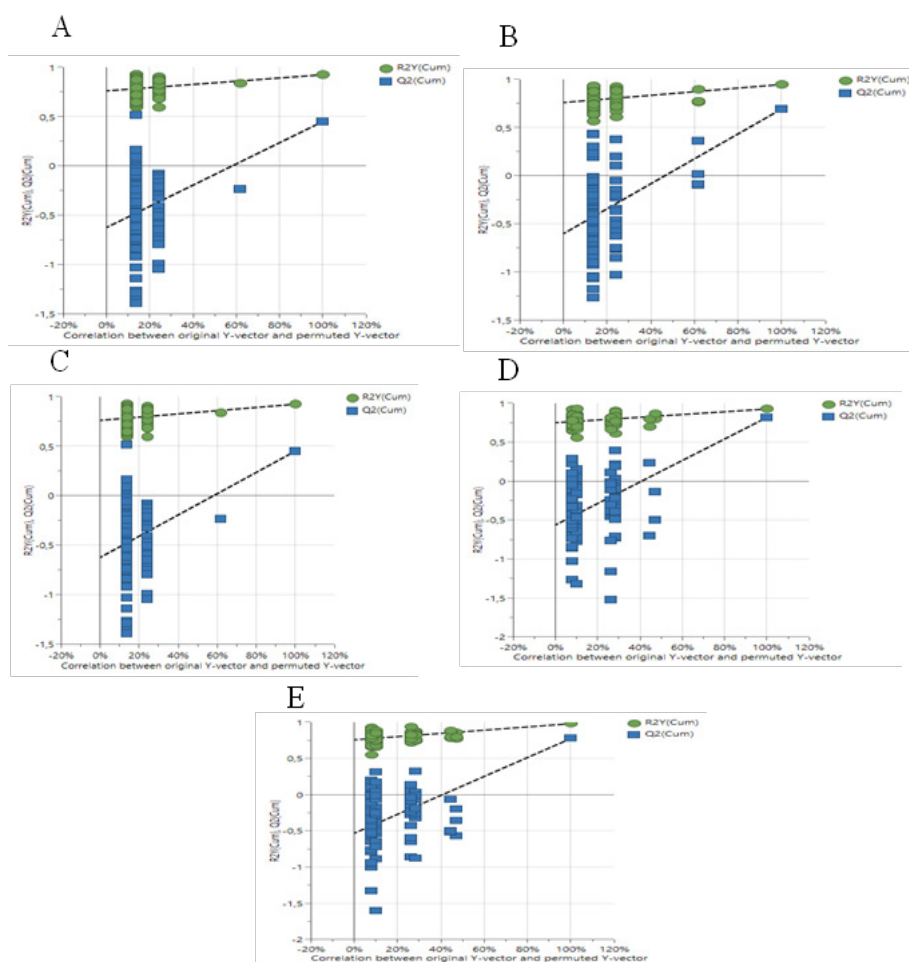 A
1
0,5
0
-0,5
-1
-1,5
R2Y(Cum), Q2(Cum)
-20% 0% 20% 40% 60% 80% 100% 120%
Correlation between original Y-vector and permuted Y-vector
R2Y(Cum)
Q2(Cum)
B
1
0,5
0
-0,5
-1
-1,5
R2Y(Cum), Q2(Cum)
-20% 0% 20% 40% 60% 80% 100% 120%
Correlation between original Y-vector and permuted Y-vector
R2Y(Cum)
Q2(Cum)
C
1
0,5
0
-0,5
-1
-1,5
R2Y(Cum), Q2(Cum)
-20% 0% 20% 40% 60% 80% 100% 120%
Correlation between original Y-vector and permuted Y-vector
R2Y(Cum)
Q2(Cum)
D
1
0,5
0
-0,5
-1
-1,5
-2
R2Y(Cum), Q2(Cum)
-20% 0% 20% 40% 60% 80% 100% 120%
Correlation between original Y-vector and permuted Y-vector
R2Y(Cum)
Q2(Cum)
E
1
0,5
0
-0,5
-1
-1,5
-2
R2Y(Cum), Q2(Cum)
-20% 0% 20% 40% 60% 80% 100% 120%
Correlation between original Y-vector and permuted Y-vector
R2Y(Cum)
Q2(Cum)